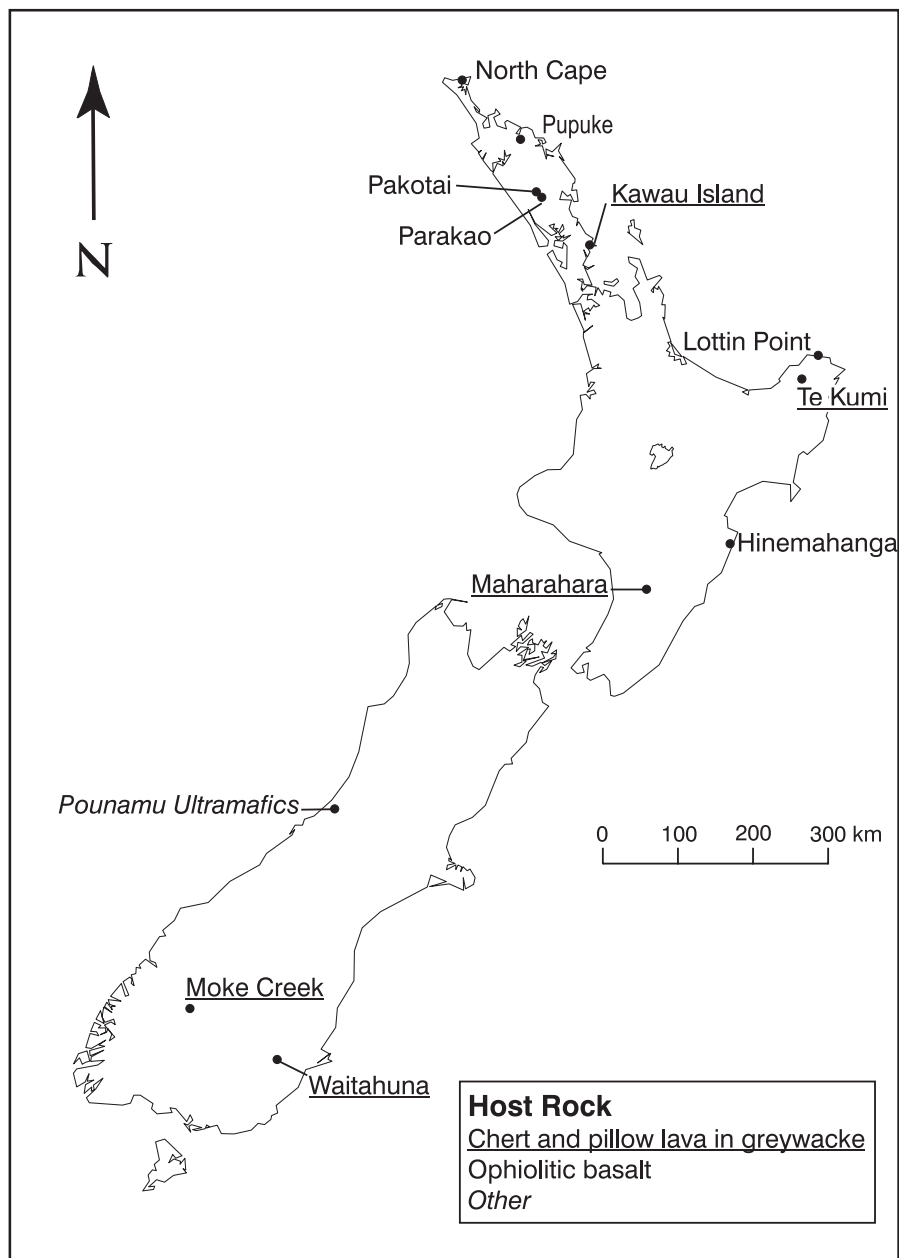 North Cape
Pupuke
Pakotai
Kawau Island
Parakao
N
Lottin Point
Te Kumi
Hinemahanga
Maharahara
Pounamu Ultramafics
0 100 200 300 km
Moke Creek
Waitahuna
Host Rock
Chert and pillow lava in greywacke
Ophiolitic basalt
Other